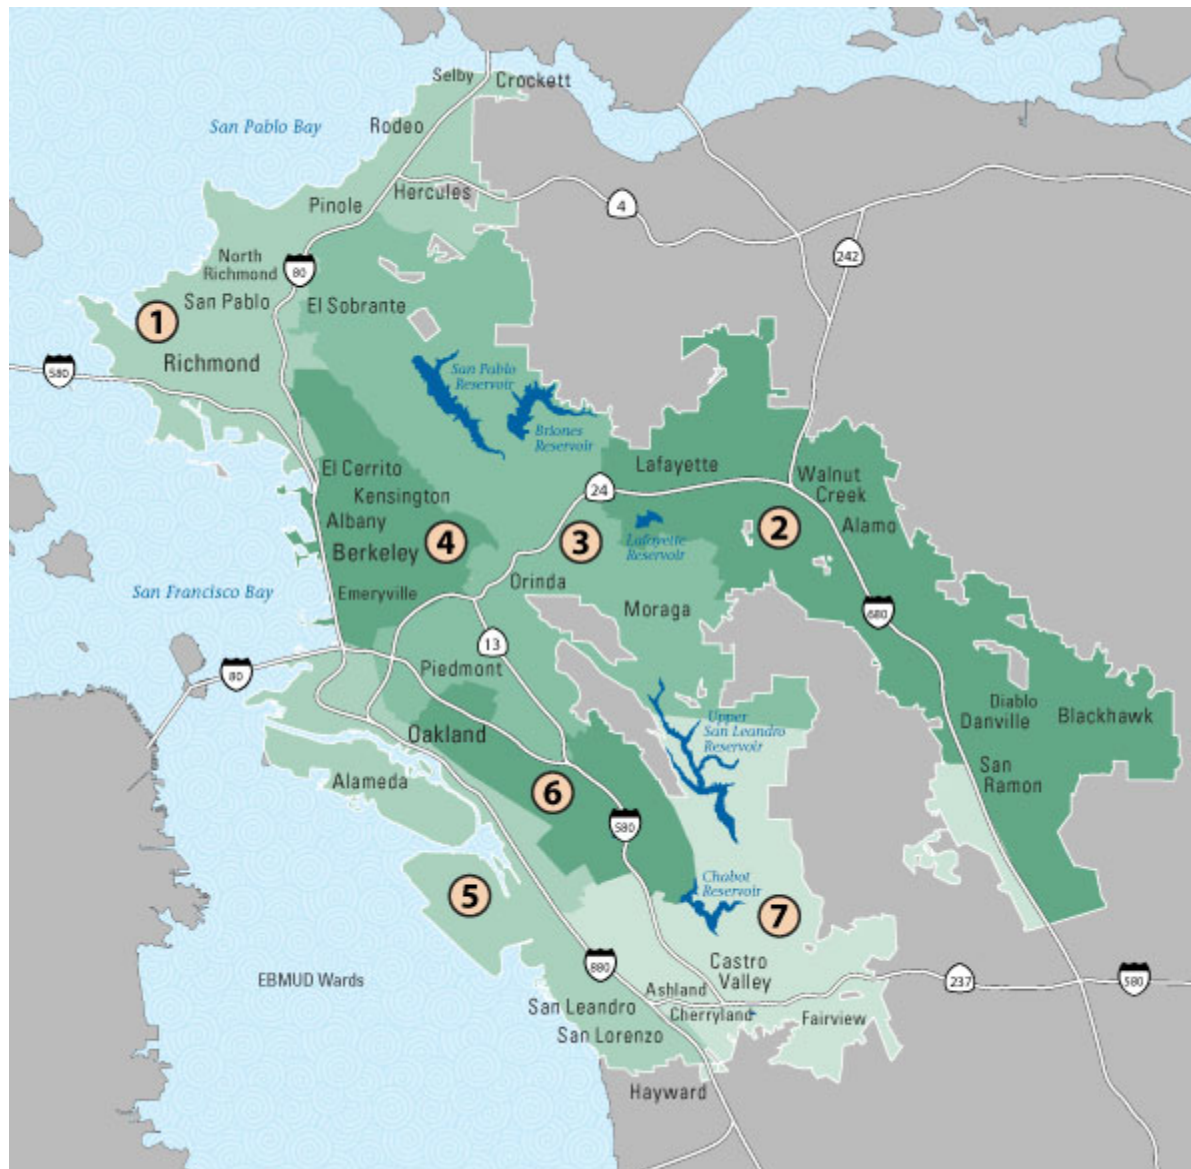 Selby
Crockett
San Pablo Bay
Rodeo
Hercules
4
Pinole
North
Richmond
80
242
San Pablo
El Sobrante
1
Richmond
580
San Pablo
Reservoir
Briones
Reservoir
El Cerrito
Lafayette
Walnut
Creek
Kensington
24
Albany
Alamo
Berkeley
4
3
2
Lafayette
Reservoir
Orinda
San Francisco Bay
Emeryville
Moraga
680
13
Piedmont
80
Diablo
Danville
Blackhawk
Upper
San Leandro
Reservoir
Oakland
San
Ramon
Alameda
6
580
Chabot
Reservoir
5
7
880
Castro
Valley
EBMUD Wards
237
580
Ashland
San Leandro
Cherryland
Fairview
San Lorenzo
Hayward